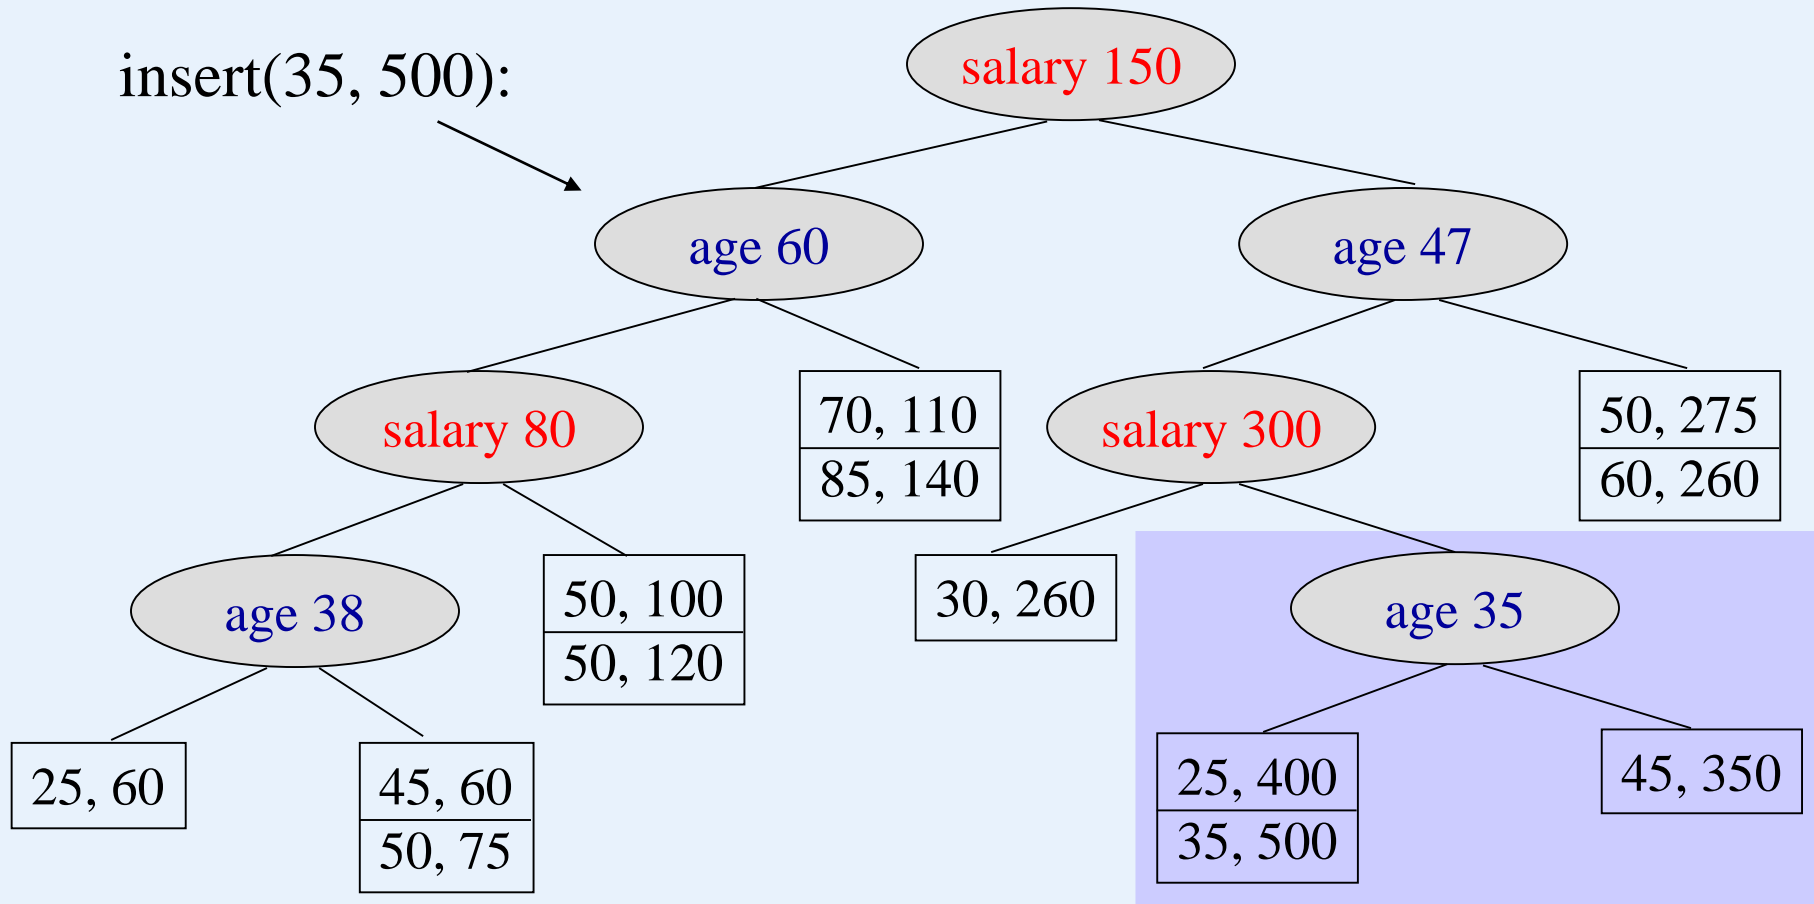 insert(35, 500):
salary 150
age 60
age 47
salary 80
70, 110
85, 140
salary 300
50, 275
60, 260
age 38
50, 100
50, 120
30, 260
age 35
25, 60
45, 60
50, 75
25, 400
35, 500
45, 350